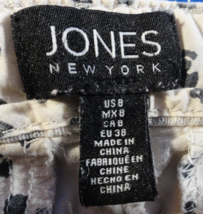 JONES
NEW YORK
US 8
MX 8
CA 8
EU 38
MADE IN
CHINA
FABRIQUÉ EN
CHINE
HECHO EN
CHINA